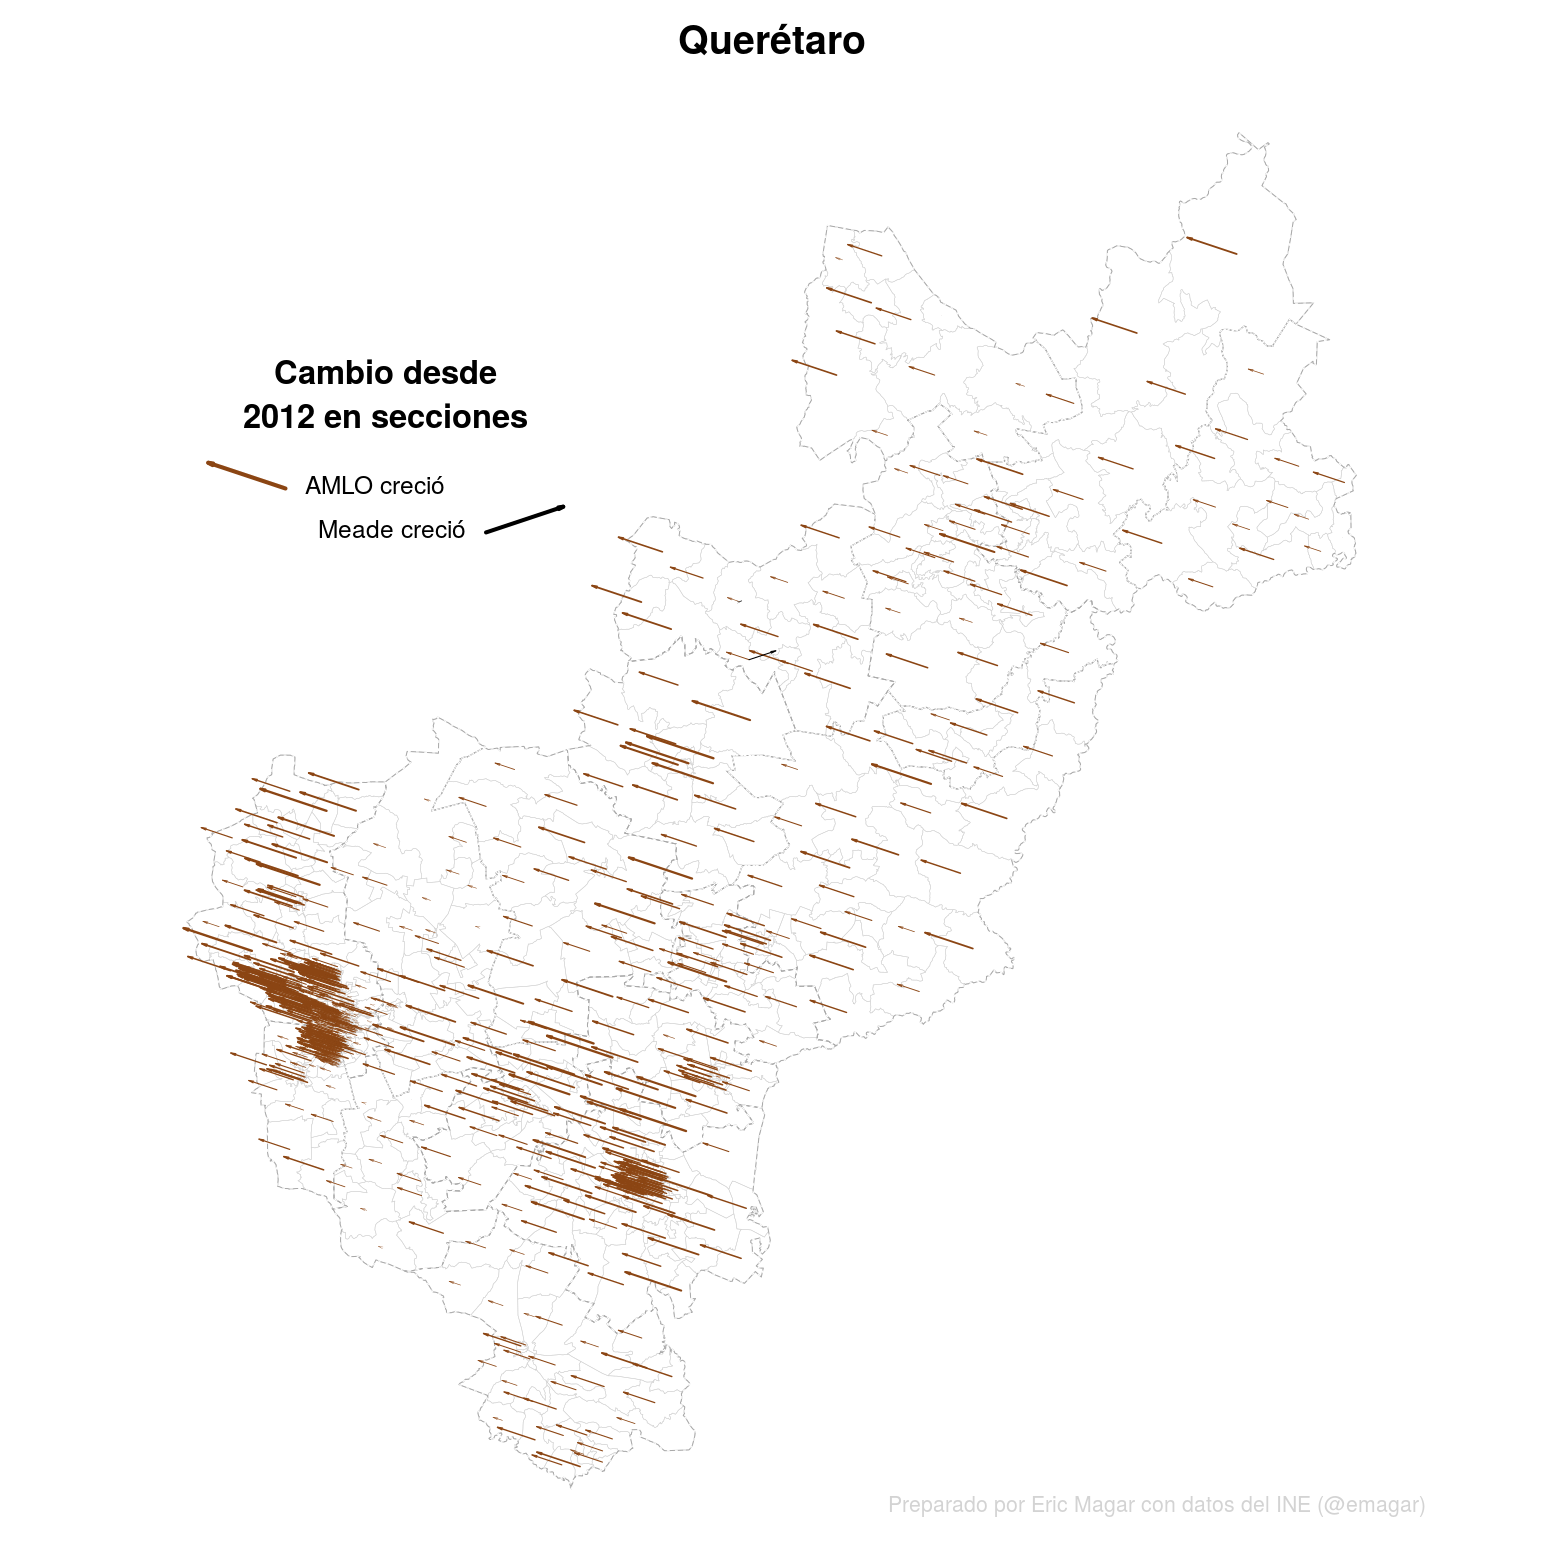 Querétaro
Cambio desde
2012 en secciones
AMLO creció
Meade creció
Preparado por Eric Magar con datos del INE (@emagar)